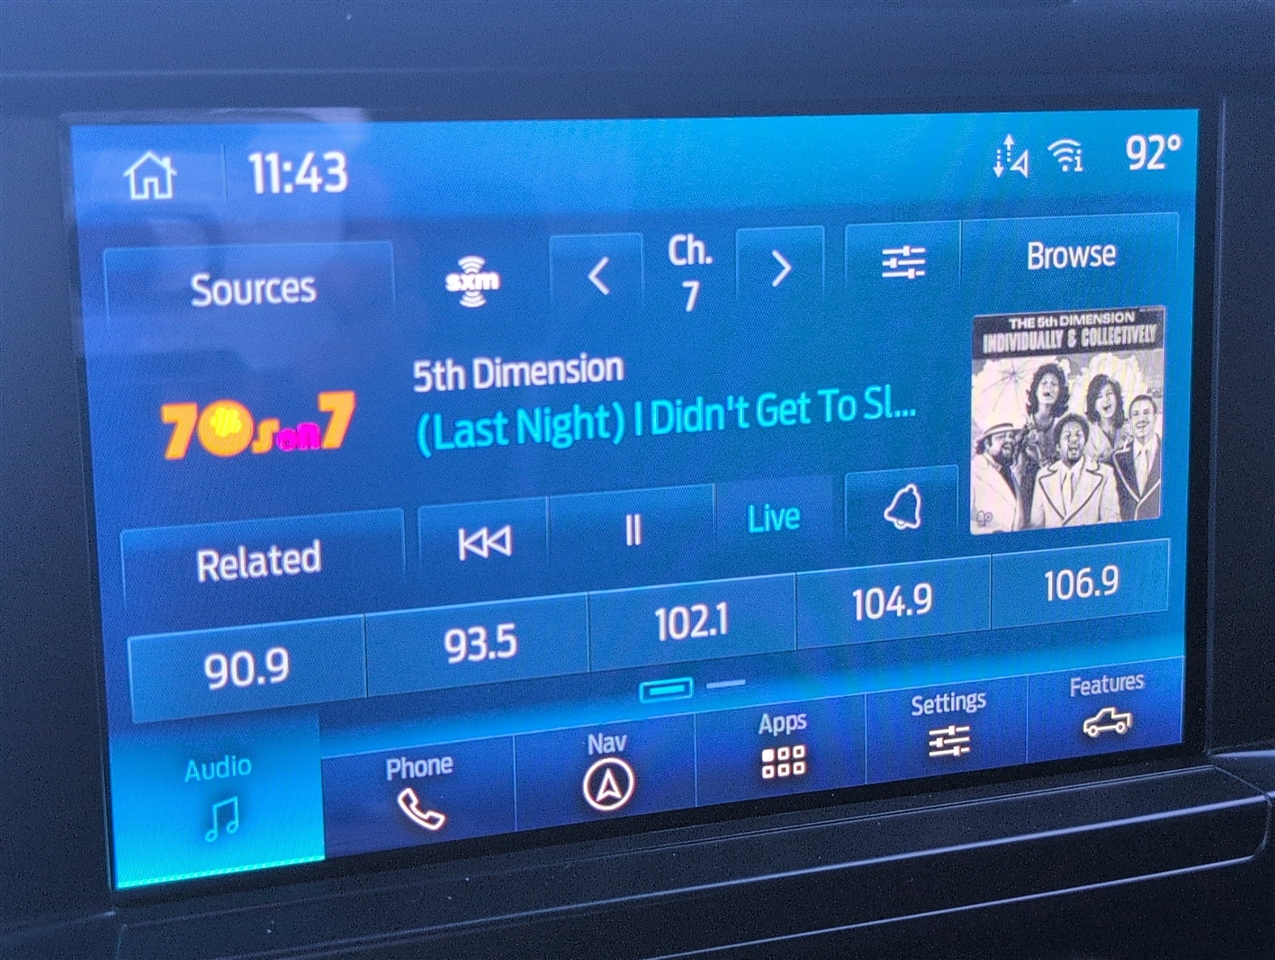 11:43
92°
Sources
sxm
Ch.
7
Browse
70s on 7
5th Dimension
(Last Night) I Didn't Get To Sl...
THE 5th DIMENSION
INDIVIDUALLY & COLLECTIVELY
Related
Live
90.9
93.5
102.1
104.9
106.9
Audio
Phone
Nav
Apps
Settings
Features